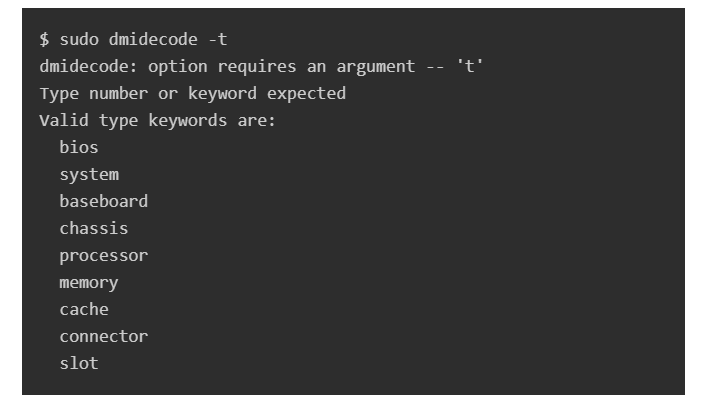 $ sudo dmidecode -t
dmidecode: option requires an argument -- 't'
Type number or keyword expected
Valid type keywords are:
  bios
  system
  baseboard
  chassis
  processor
  memory
  cache
  connector
  slot